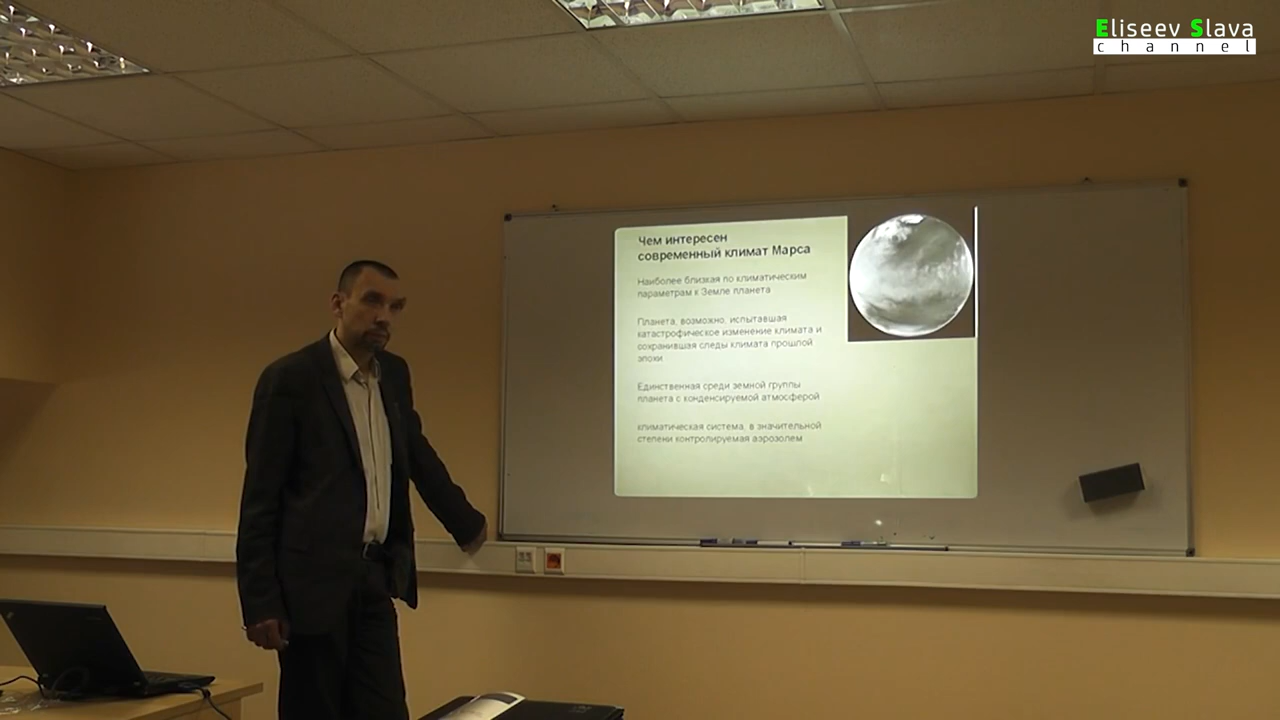 Eliseev Slava
channel
Чем интересен
современный климат Марса
Наиболее близкая по климатическим
параметрам к Земле планета
Планета, возможно, испытавшая
катастрофическое изменение климата и
сохранившая следы климата прошлой
эпохи
Единственная среди земной группы
планета с конденсируемой атмосферой
климатическая система, в значительной
степени контролируемая аэрозолем